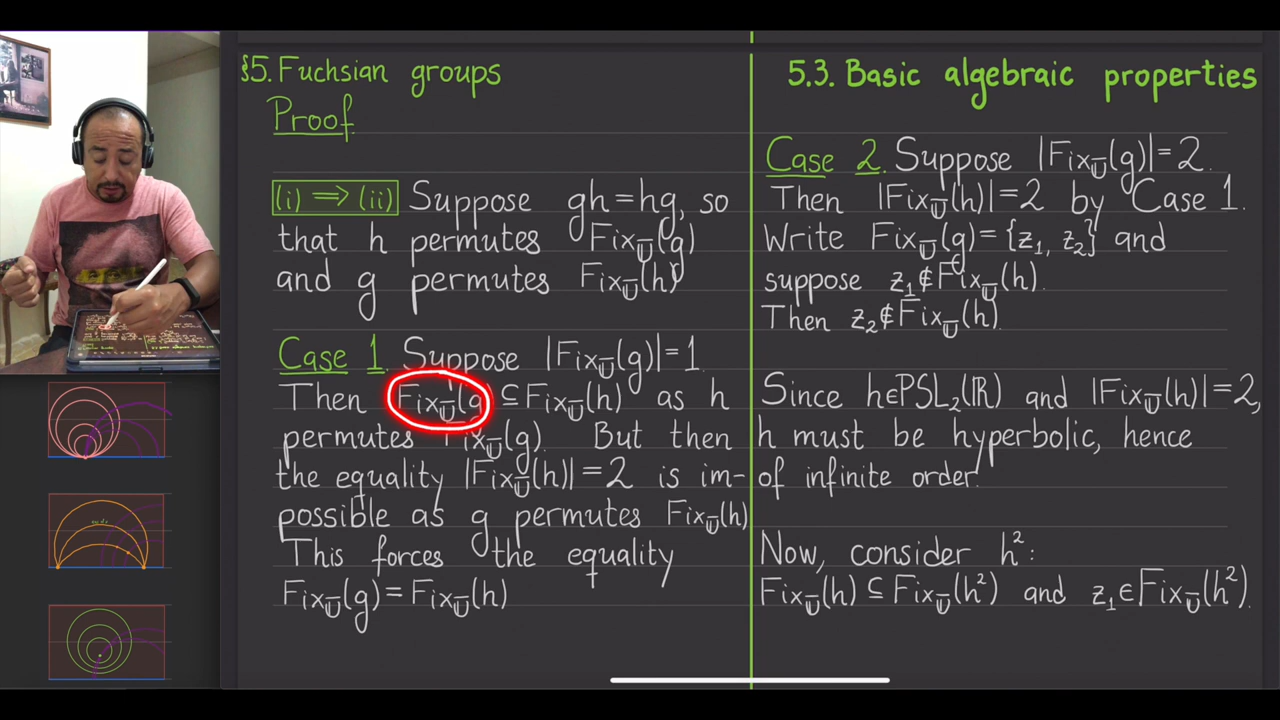 §5. Fuchsian groups
Proof
(i) ⟹ (ii) Suppose gh=hg, so
that h permutes Fix_U̅(g)
and g permutes Fix_U̅(h)
Case 1. Suppose |Fix_U̅(g)|=1.
Then Fix_U̅(g) ⊆ Fix_U̅(h) as h
permutes Fix_U̅(g). But then
the equality |Fix_U̅(h)|=2 is im-
possible as g permutes Fix_U̅(h)
This forces the equality
Fix_U̅(g)=Fix_U̅(h)
5.3. Basic algebraic properties
Case 2. Suppose |Fix_U̅(g)|=2.
Then |Fix_U̅(h)|=2 by Case 1.
Write Fix_U̅(g)={z₁, z₂} and
suppose z₁∉Fix_U̅(h).
Then z₂∉Fix_U̅(h).
Since h∈PSL₂(ℝ) and |Fix_U̅(h)|=2,
h must be hyperbolic, hence
of infinite order.
Now, consider h²:
Fix_U̅(h) ⊆ Fix_U̅(h²) and z₁∈Fix_U̅(h²).